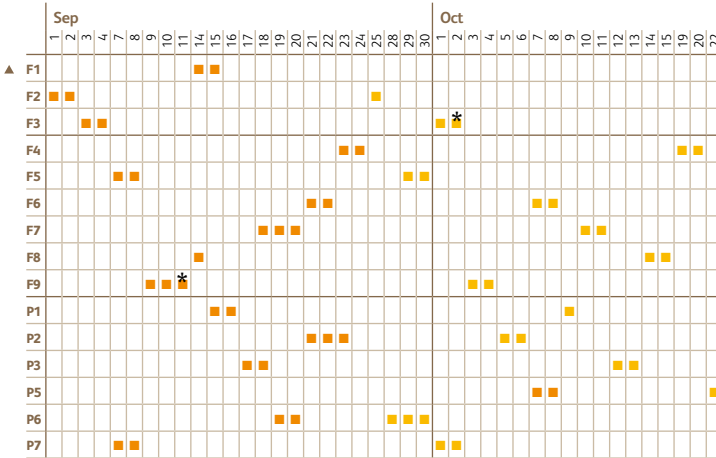 Sep Oct
1 2 3 4 7 8 9 10 11 14 15 16 17 18 19 20 21 22 23 24 25 28 29 30 1 2 3 4 5 6 7 8 9 10 11 12 13 14 15 19 20
▲ F1
F2
F3 *
F4
F5
F6
F7
F8
F9 *
P1
P2
P3
P5
P6
P7